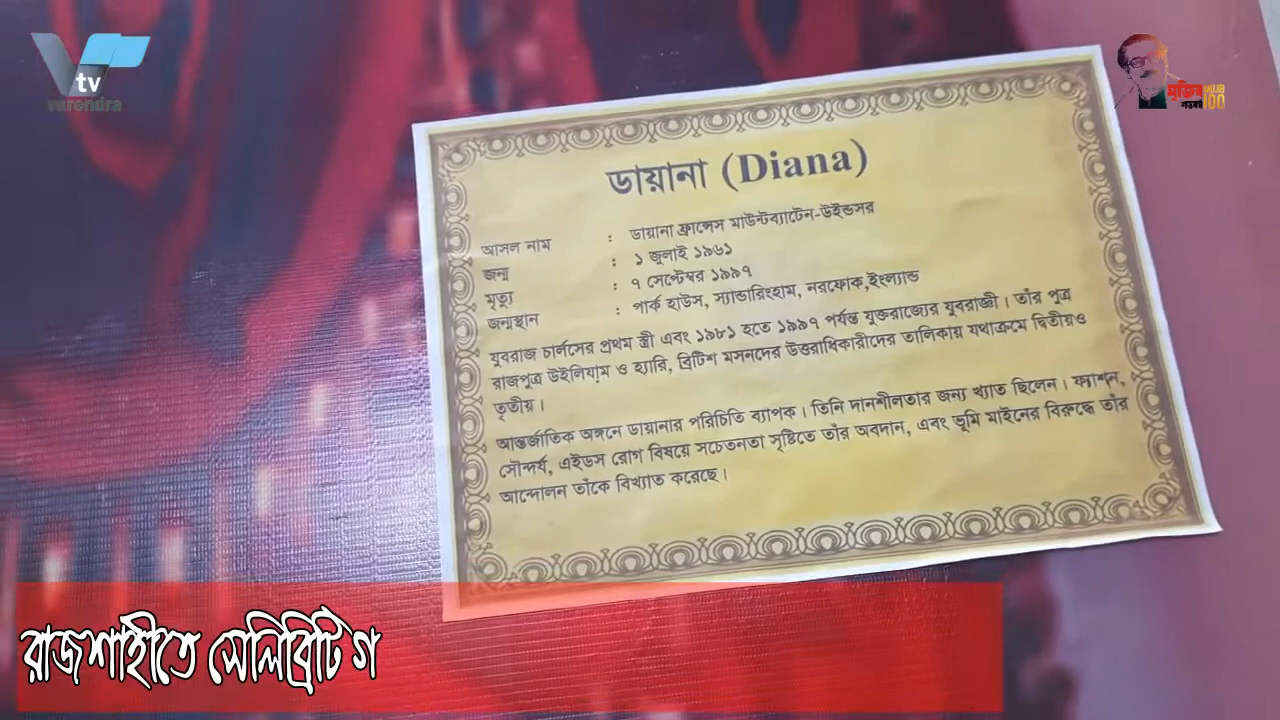 tv
varendra
মুজিব
শতবর্ষ
MUJIB
100
ডায়ানা (Diana)
আসল নাম : ডায়ানা ফ্রান্সেস মাউন্টব্যাটেন-উইন্ডসর
জন্ম : ১ জুলাই ১৯৬১
মৃত্যু : ৭ সেপ্টেম্বর ১৯৯৭
জন্মস্থান : পার্ক হাউস, স্যান্ডারিংহাম, নরফোক,ইংল্যান্ড
যুবরাজ চার্লসের প্রথম স্ত্রী এবং ১৯৮১ হতে ১৯৯৭ পর্যন্ত যুক্তরাজ্যের যুবরাজ্ঞী। তাঁর পুত্র
রাজপুত্র উইলিয়াম ও হ্যারি, ব্রিটিশ মসনদের উত্তরাধিকারীদের তালিকায় যথাক্রমে দ্বিতীয়ও
তৃতীয়।
আন্তর্জাতিক অঙ্গনে ডায়ানার পরিচিতি ব্যাপক। তিনি দানশীলতার জন্য খ্যাত ছিলেন। ফ্যাশন,
সৌন্দর্য, এইডস রোগ বিষয়ে সচেতনতা সৃষ্টিতে তাঁর অবদান, এবং ভূমি মাইনের বিরুদ্ধে তাঁর
আন্দোলন তাঁকে বিখ্যাত করেছে।
রাজশাহীতে সেলিব্রিটি গ